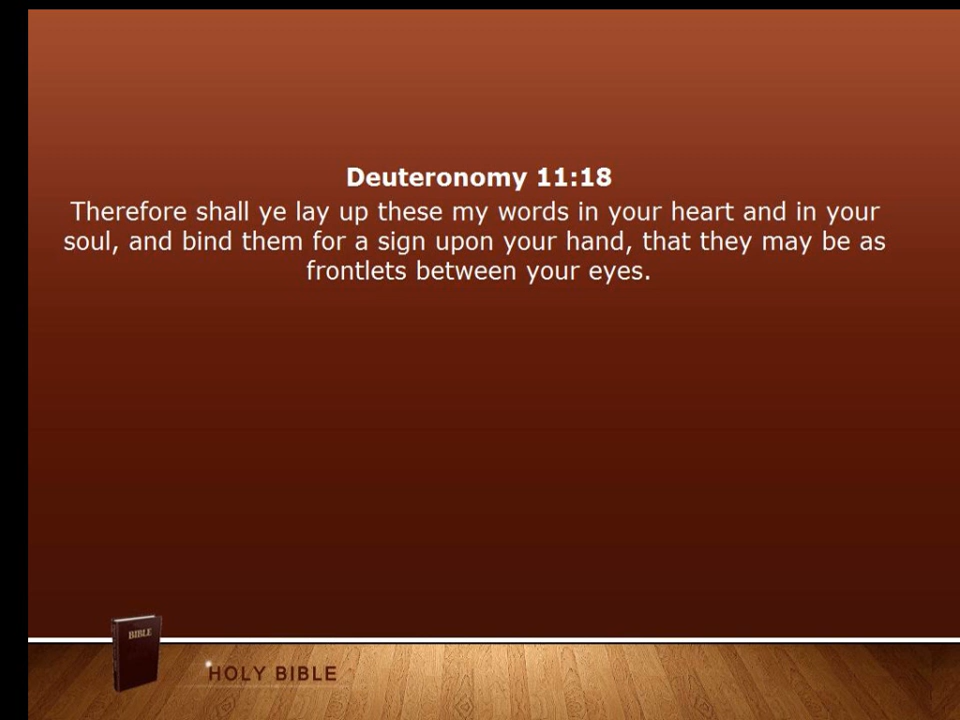 Deuteronomy 11:18
Therefore shall ye lay up these my words in your heart and in your
soul, and bind them for a sign upon your hand, that they may be as
frontlets between your eyes.
BIBLE
HOLY BIBLE